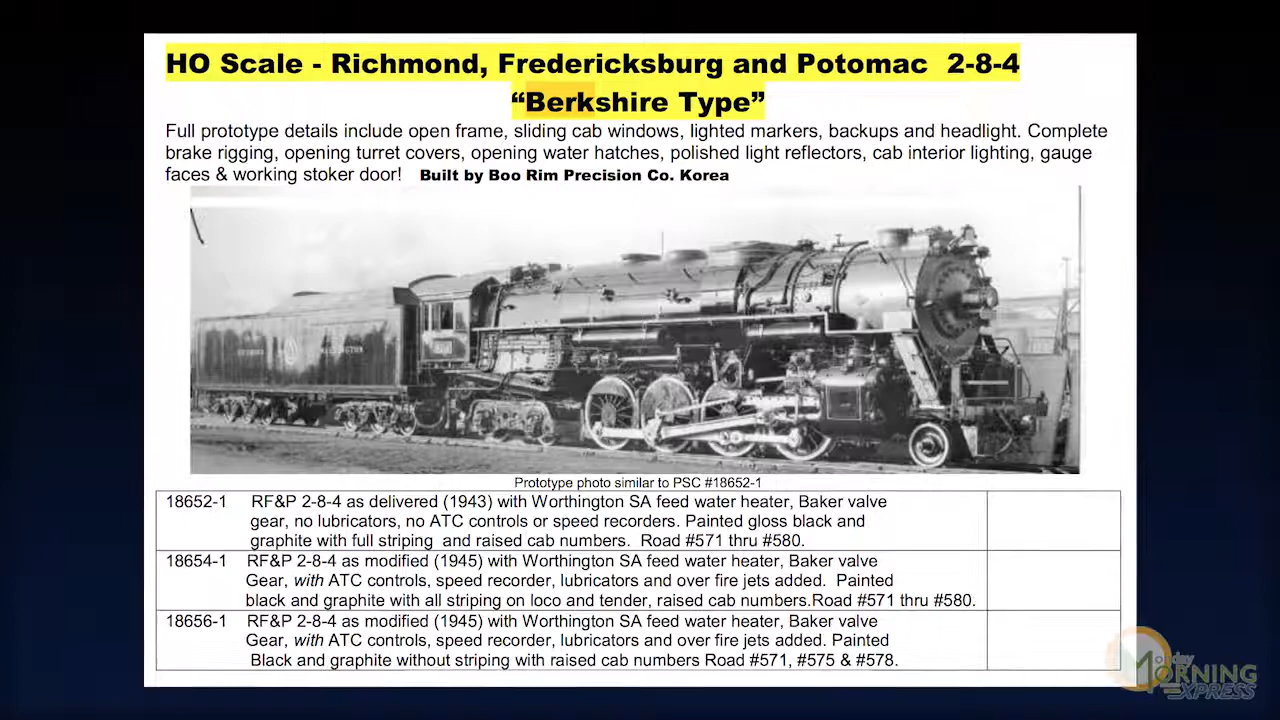 HO Scale - Richmond, Fredericksburg and Potomac 2-8-4
“Berkshire Type”
Full prototype details include open frame, sliding cab windows, lighted markers, backups and headlight. Complete
brake rigging, opening turret covers, opening water hatches, polished light reflectors, cab interior lighting, gauge
faces & working stoker door! Built by Boo Rim Precision Co. Korea
Prototype photo similar to PSC #18652-1
18652-1 RF&P 2-8-4 as delivered (1943) with Worthington SA feed water heater, Baker valve
gear, no lubricators, no ATC controls or speed recorders. Painted gloss black and
graphite with full striping and raised cab numbers. Road #571 thru #580.
18654-1 RF&P 2-8-4 as modified (1945) with Worthington SA feed water heater, Baker valve
Gear, with ATC controls, speed recorder, lubricators and over fire jets added. Painted
black and graphite with all striping on loco and tender, raised cab numbers.Road #571 thru #580.
18656-1 RF&P 2-8-4 as modified (1945) with Worthington SA feed water heater, Baker valve
Gear, with ATC controls, speed recorder, lubricators and over fire jets added. Painted
Black and graphite without striping with raised cab numbers Road #571, #575 & #578.
Monday
MORNING
EXPRESS